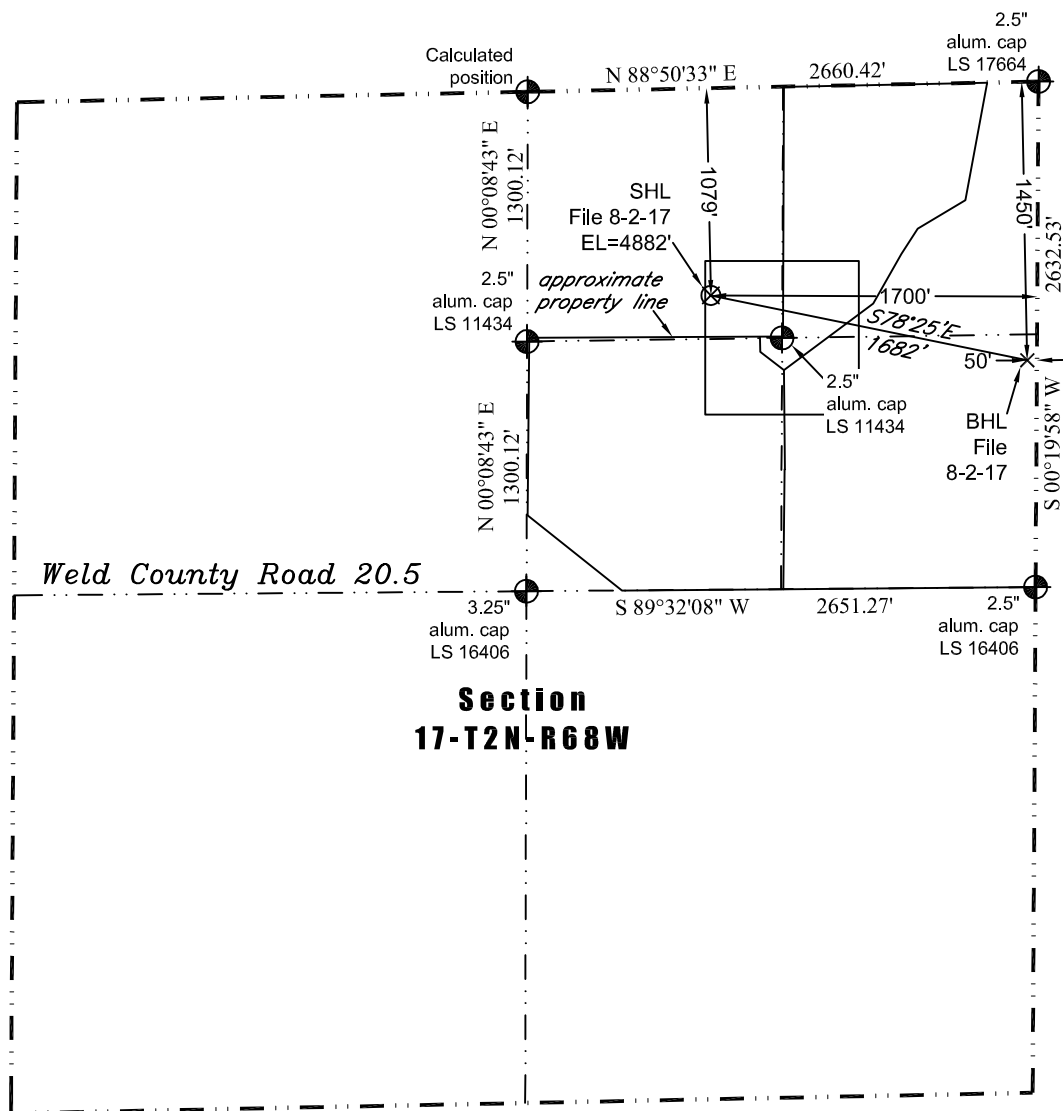 2.5"
alum. cap
LS 17664
Calculated
position
N 88°50'33" E
2660.42'
N 00°08'43" E
1300.12'
1079'
1450'
2632.53'
SHL
File 8-2-17
EL=4882'
2.5"
alum. cap
LS 11434
approximate
property line
1700'
S78°25'E
1682'
50'
2.5"
alum. cap
LS 11434
BHL
File
8-2-17
S 00°19'58" W
N 00°08'43" E
1300.12'
Weld County Road 20.5
3.25"
alum. cap
LS 16406
S 89°32'08" W
2651.27'
2.5"
alum. cap
LS 16406
Section
17-T2N-R68W